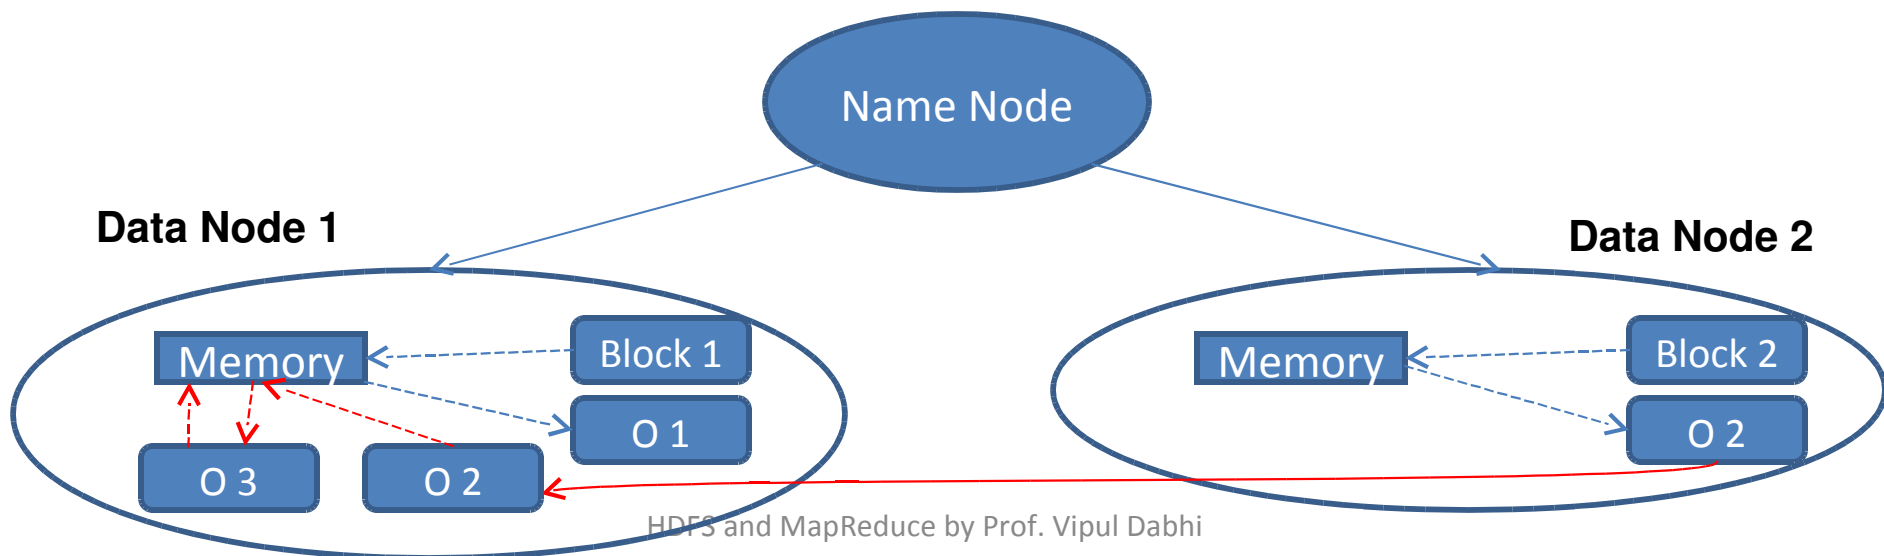 Name Node
Data Node 1
Data Node 2
Memory
Block 1
O 1
O 3
O 2
Memory
Block 2
O 2
HDFS and MapReduce by Prof. Vipul Dabhi